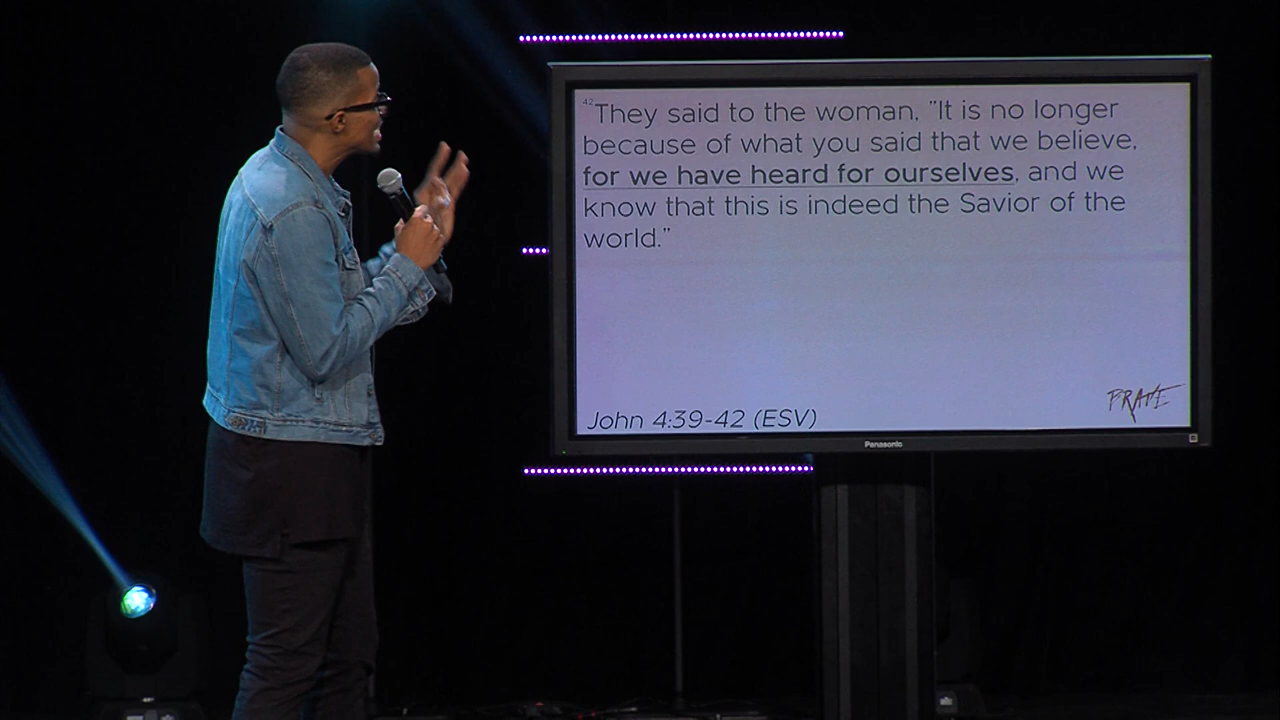 42They said to the woman, "It is no longer
because of what you said that we believe,
for we have heard for ourselves, and we
know that this is indeed the Savior of the
world."
John 4:39-42 (ESV)
Panasonic